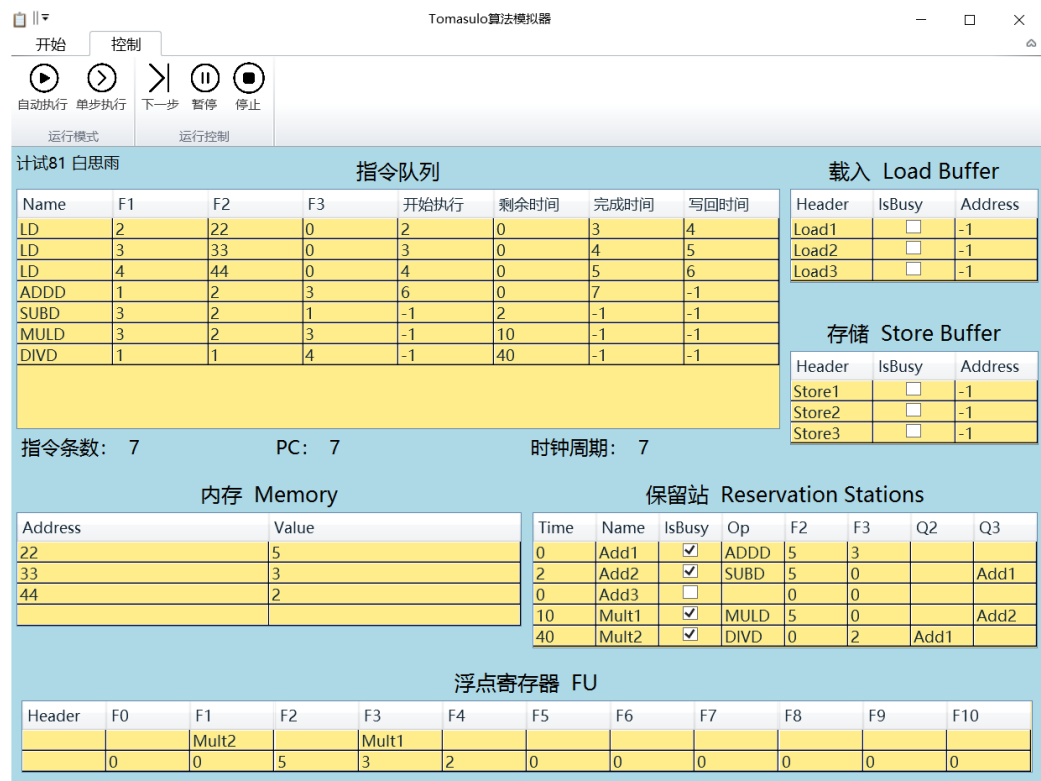 Tomasulo算法模拟器
开始 控制
自动执行 单步执行 下一步 暂停 停止
运行模式 运行控制
计试81 白思雨
指令队列
Name F1 F2 F3 开始执行 剩余时间 完成时间 写回时间
LD 2 22 0 2 0 3 4
LD 3 33 0 3 0 4 5
LD 4 44 0 4 0 5 6
ADDD 1 2 3 6 0 7 -1
SUBD 3 2 1 -1 2 -1 -1
MULD 3 2 3 -1 10 -1 -1
DIVD 1 1 4 -1 40 -1 -1
指令条数： 7 PC： 7 时钟周期： 7
载入 Load Buffer
Header IsBusy Address
Load1 -1
Load2 -1
Load3 -1
存储 Store Buffer
Header IsBusy Address
Store1 -1
Store2 -1
Store3 -1
内存 Memory
Address Value
22 5
33 3
44 2
保留站 Reservation Stations
Time Name IsBusy Op F2 F3 Q2 Q3
0 Add1 ADDD 5 3
2 Add2 SUBD 5 0 Add1
0 Add3 0 0
10 Mult1 MULD 5 0 Add2
40 Mult2 DIVD 0 2 Add1
浮点寄存器 FU
Header F0 F1 F2 F3 F4 F5 F6 F7 F8 F9 F10
Mult2 Mult1
0 0 5 3 2 0 0 0 0 0 0